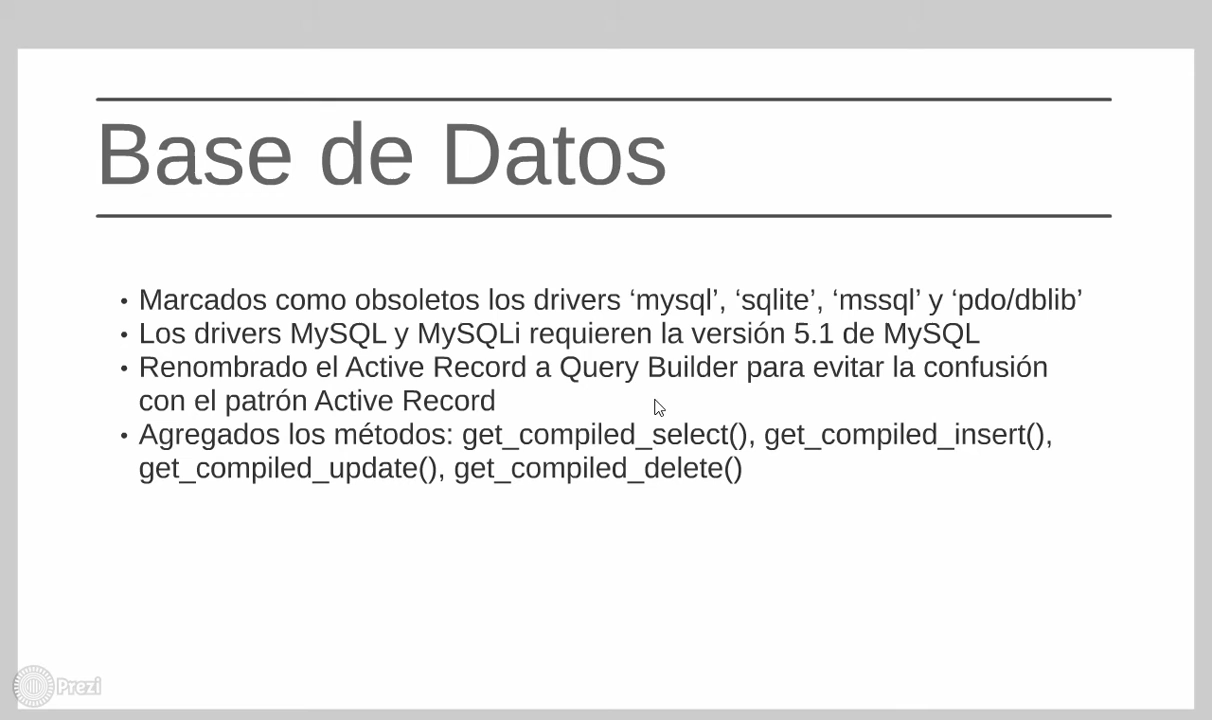 Base de Datos
• Marcados como obsoletos los drivers ‘mysql’, ‘sqlite’, ‘mssql’ y ‘pdo/dblib’
• Los drivers MySQL y MySQLi requieren la versión 5.1 de MySQL
• Renombrado el Active Record a Query Builder para evitar la confusión
con el patrón Active Record
• Agregados los métodos: get_compiled_select(), get_compiled_insert(),
get_compiled_update(), get_compiled_delete()
Prezi